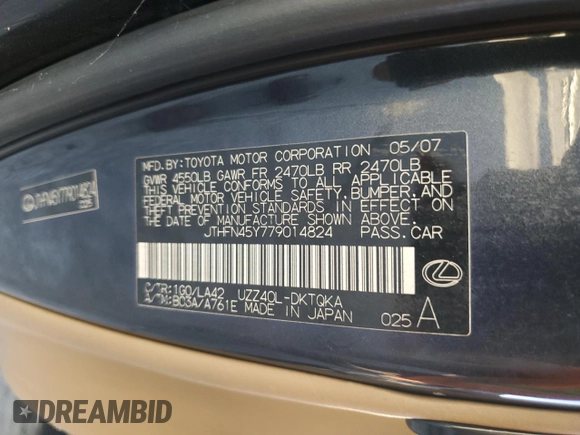 MFD.BY:TOYOTA MOTOR CORPORATION 05/07
GVWR 4550LB GAWR FR 2470LB RR 2470LB
THIS VEHICLE CONFORMS TO ALL APPLICABLE
FEDERAL MOTOR VEHICLE SAFETY,BUMPER,AND
THEFT PREVENTION STANDARDS IN EFFECT ON
THE DATE OF MANUFACTURE SHOWN ABOVE.
JTHFN45Y779014824 PASS.CAR
C/TR:1G0/LA42 UZZ40L-DKTQKA
A/TM:B03A/A761E MADE IN JAPAN 025 A
DREAMBID